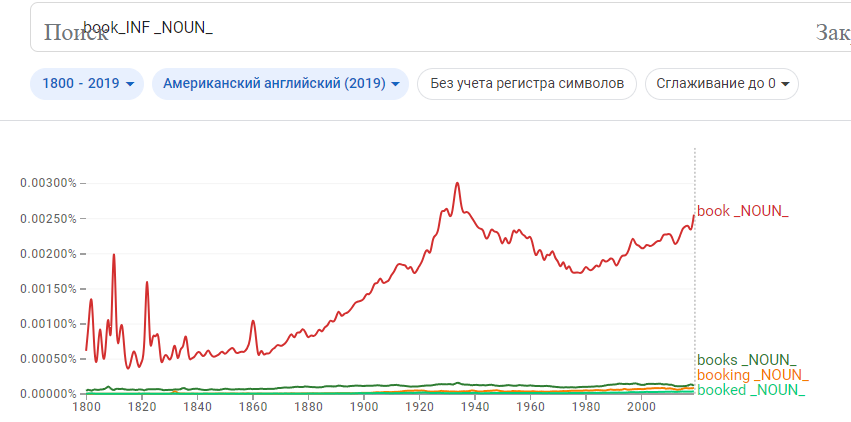 book_INF _NOUN_
Поиск
Зак
1800 - 2019
Американский английский (2019)
Без учета регистра символов
Сглаживание до 0
0.00300%
0.00250%
0.00200%
0.00150%
0.00100%
0.00050%
0.00000%
book _NOUN_
books _NOUN_
booking _NOUN_
booked _NOUN_
1800 1820 1840 1860 1880 1900 1920 1940 1960 1980 2000